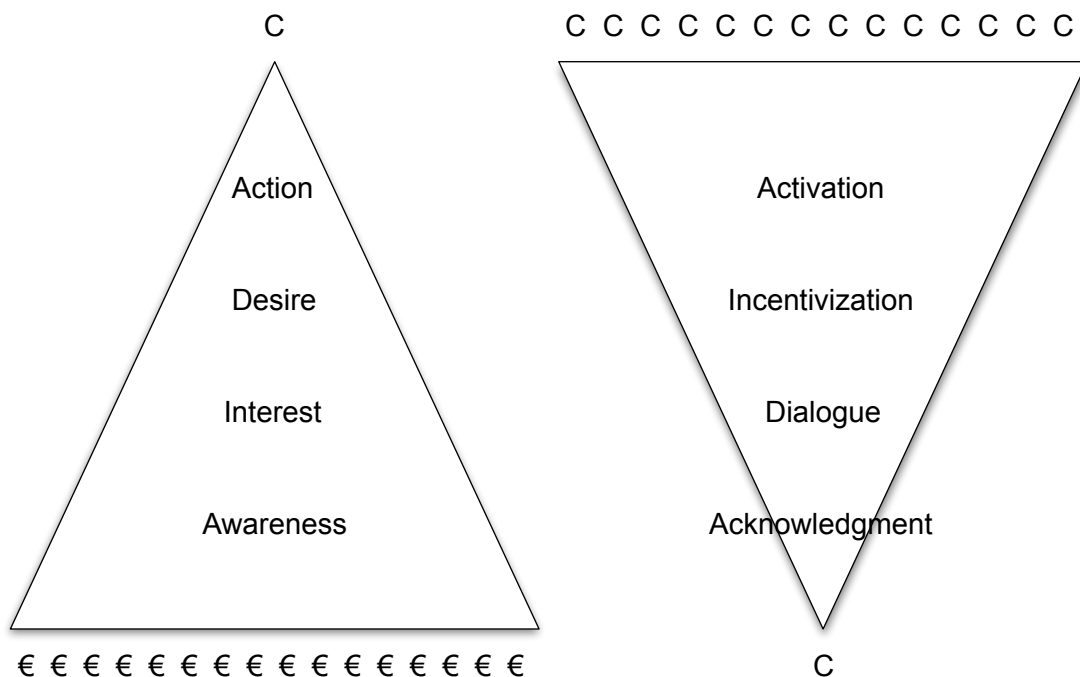 C
Action
Desire
Interest
Awareness
€ € € € € € € € € € € € € € € €
C C C C C C C C C C C C C C
Activation
Incentivization
Dialogue
Acknowledgment
C